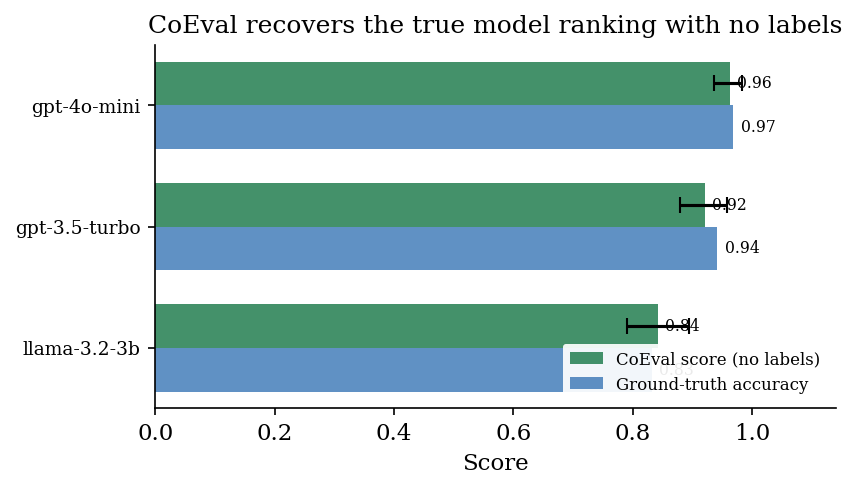 CoEval recovers the true model ranking with no labels
gpt-4o-mini
0.96
0.97
gpt-3.5-turbo
0.92
0.94
llama-3.2-3b
0.84
0.83
CoEval score (no labels)
Ground-truth accuracy
0.0 0.2 0.4 0.6 0.8 1.0
Score